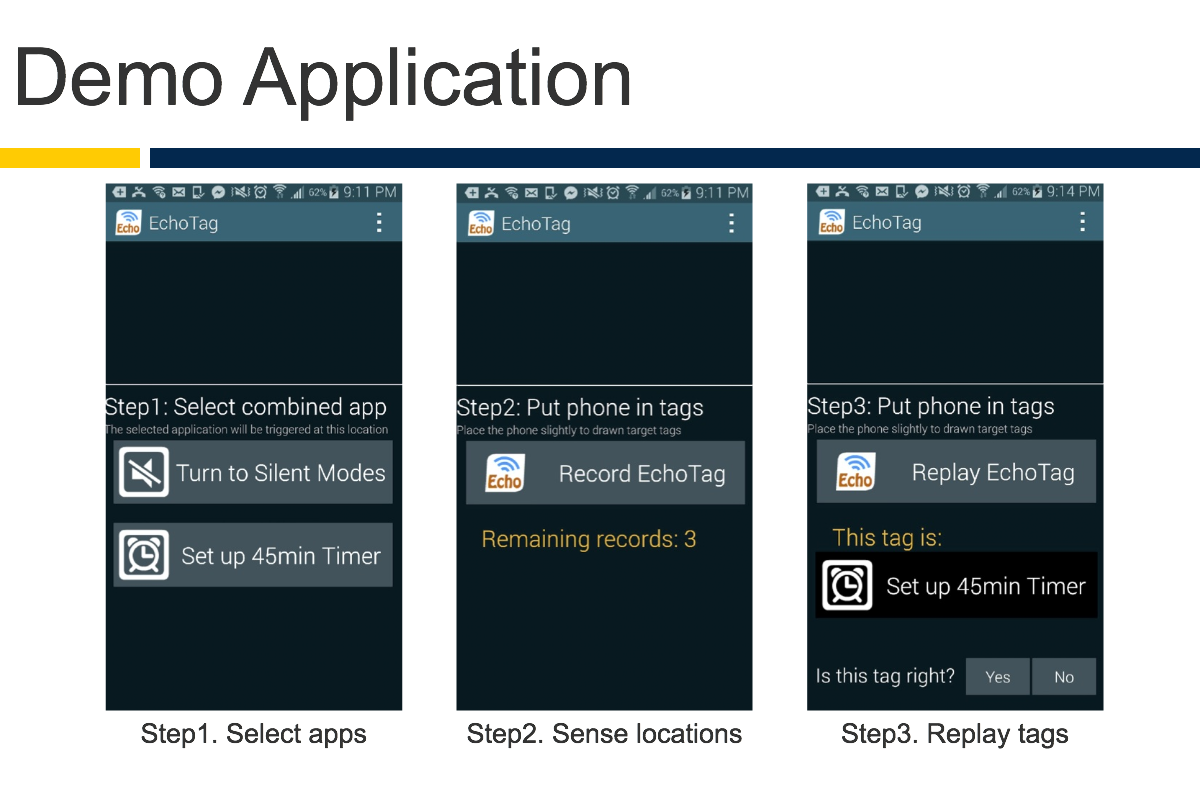 Demo Application
62% 9:11 PM
Echo EchoTag
Step1: Select combined app
The selected application will be triggered at this location
Turn to Silent Modes
Set up 45min Timer
Step1. Select apps
62% 9:11 PM
Echo EchoTag
Step2: Put phone in tags
Place the phone slightly to drawn target tags
Echo Record EchoTag
Remaining records: 3
Step2. Sense locations
62% 9:14 PM
Echo EchoTag
Step3: Put phone in tags
Place the phone slightly to drawn target tags
Echo Replay EchoTag
This tag is:
Set up 45min Timer
Is this tag right? Yes No
Step3. Replay tags